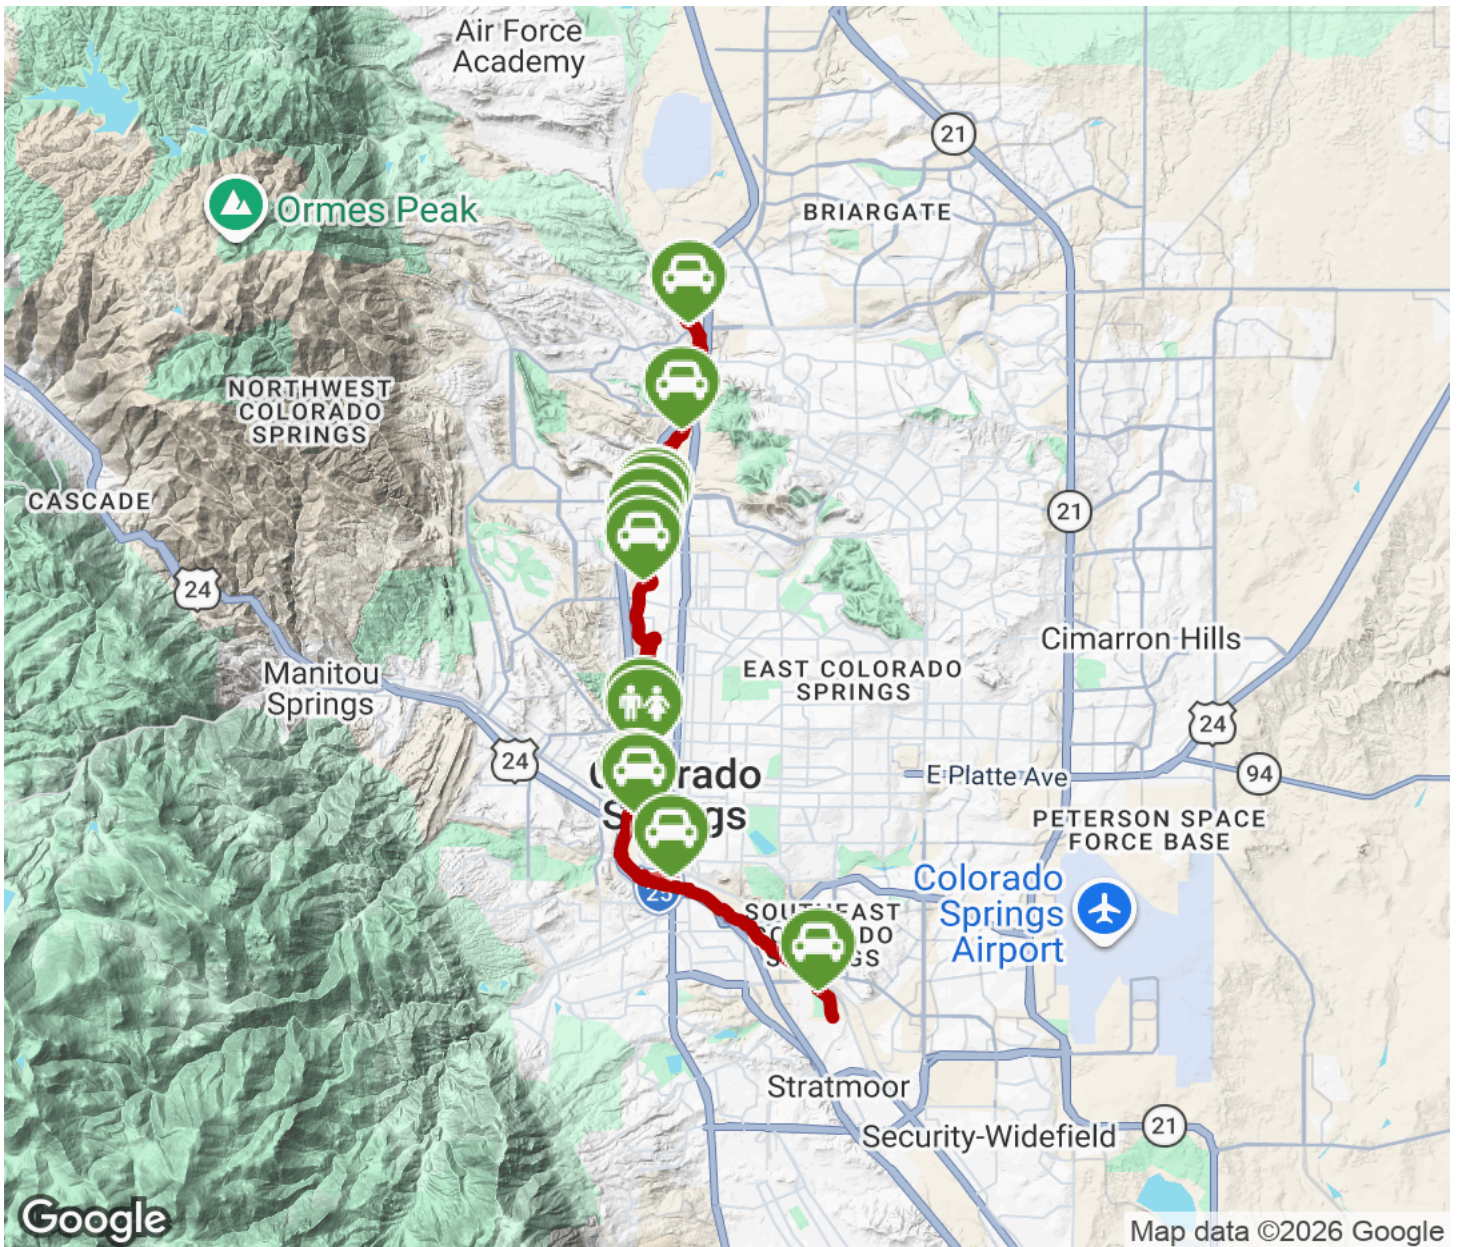 Air Force
Academy
21
Ormes Peak
BRIARGATE
NORTHWEST
COLORADO
SPRINGS
CASCADE
21
24
Cimarron Hills
Manitou
Springs
EAST COLORADO
SPRINGS
24
24
94
E Platte Ave
PETERSON SPACE
FORCE BASE
Colorado
Springs
Airport
25
Stratmoor
Security-Widefield
21
Google
Map data ©2026 Google